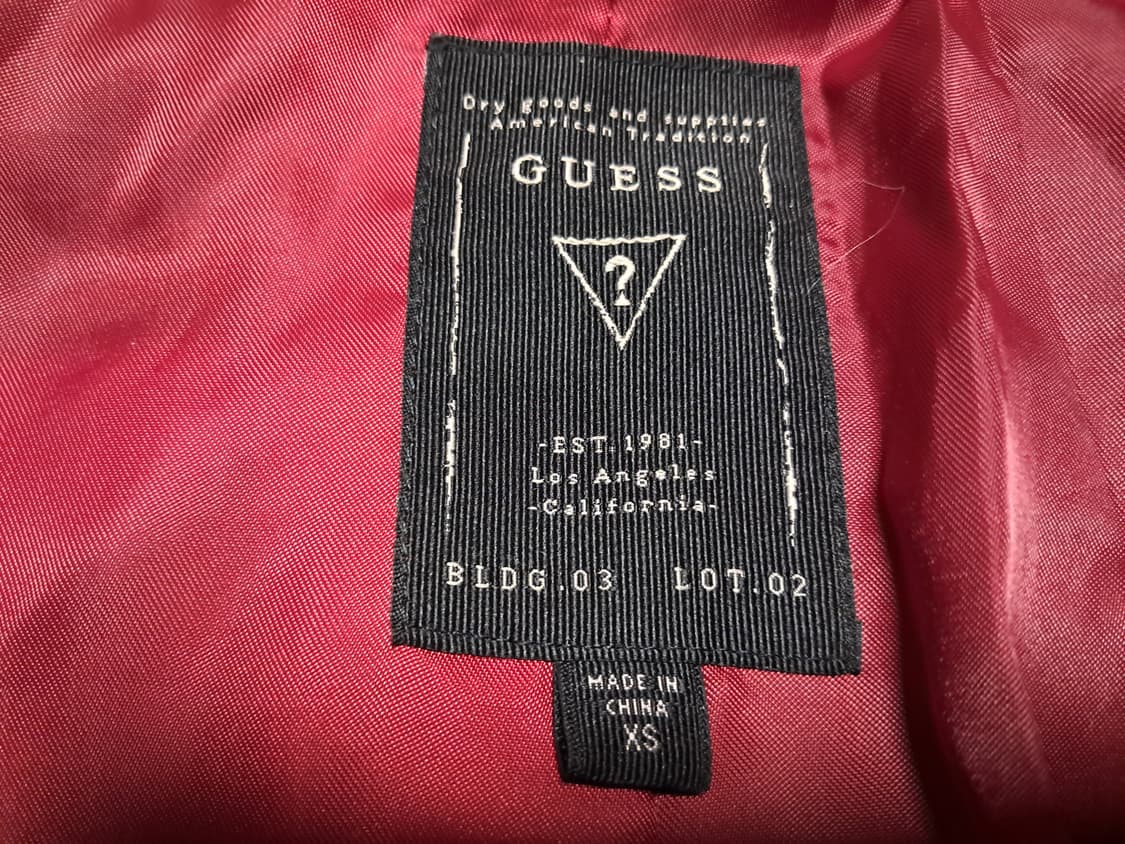 Dry goods and supplies
American Tradition
GUESS
?
-EST.1981-
Los Angeles
-California-
BLDG.03 LOT.02
MADE IN
CHINA
XS